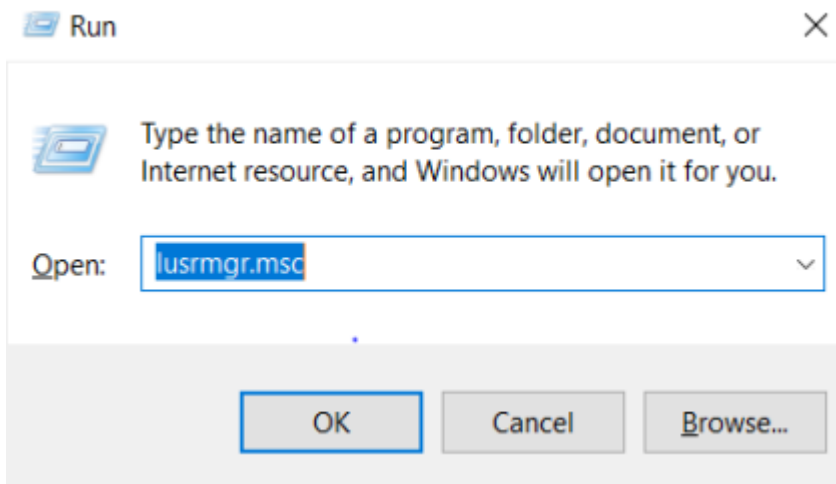 Run
Type the name of a program, folder, document, or
Internet resource, and Windows will open it for you.
Open: lusrmgr.msc
OK Cancel Browse...